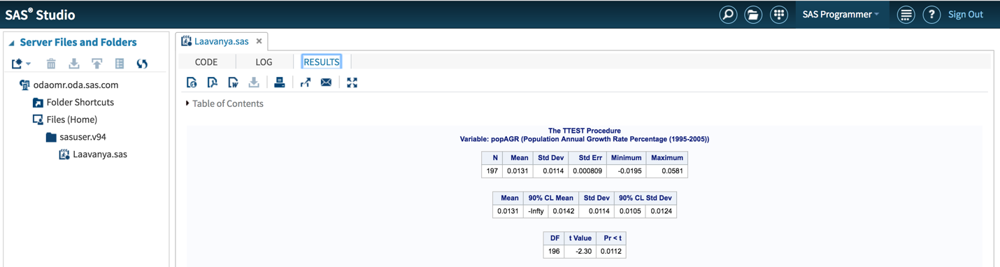 SAS® Studio
SAS Programmer
Sign Out
Server Files and Folders
odaomr.oda.sas.com
Folder Shortcuts
Files (Home)
sasuser.v94
Laavanya.sas
Laavanya.sas
CODE LOG RESULTS
Table of Contents
The TTEST Procedure
Variable: popAGR (Population Annual Growth Rate Percentage (1995-2005))
N Mean Std Dev Std Err Minimum Maximum
197 0.0131 0.0114 0.000809 -0.0195 0.0581
Mean 90% CL Mean Std Dev 90% CL Std Dev
0.0131 -Infty 0.0142 0.0114 0.0105 0.0124
DF t Value Pr < t
196 -2.30 0.0112